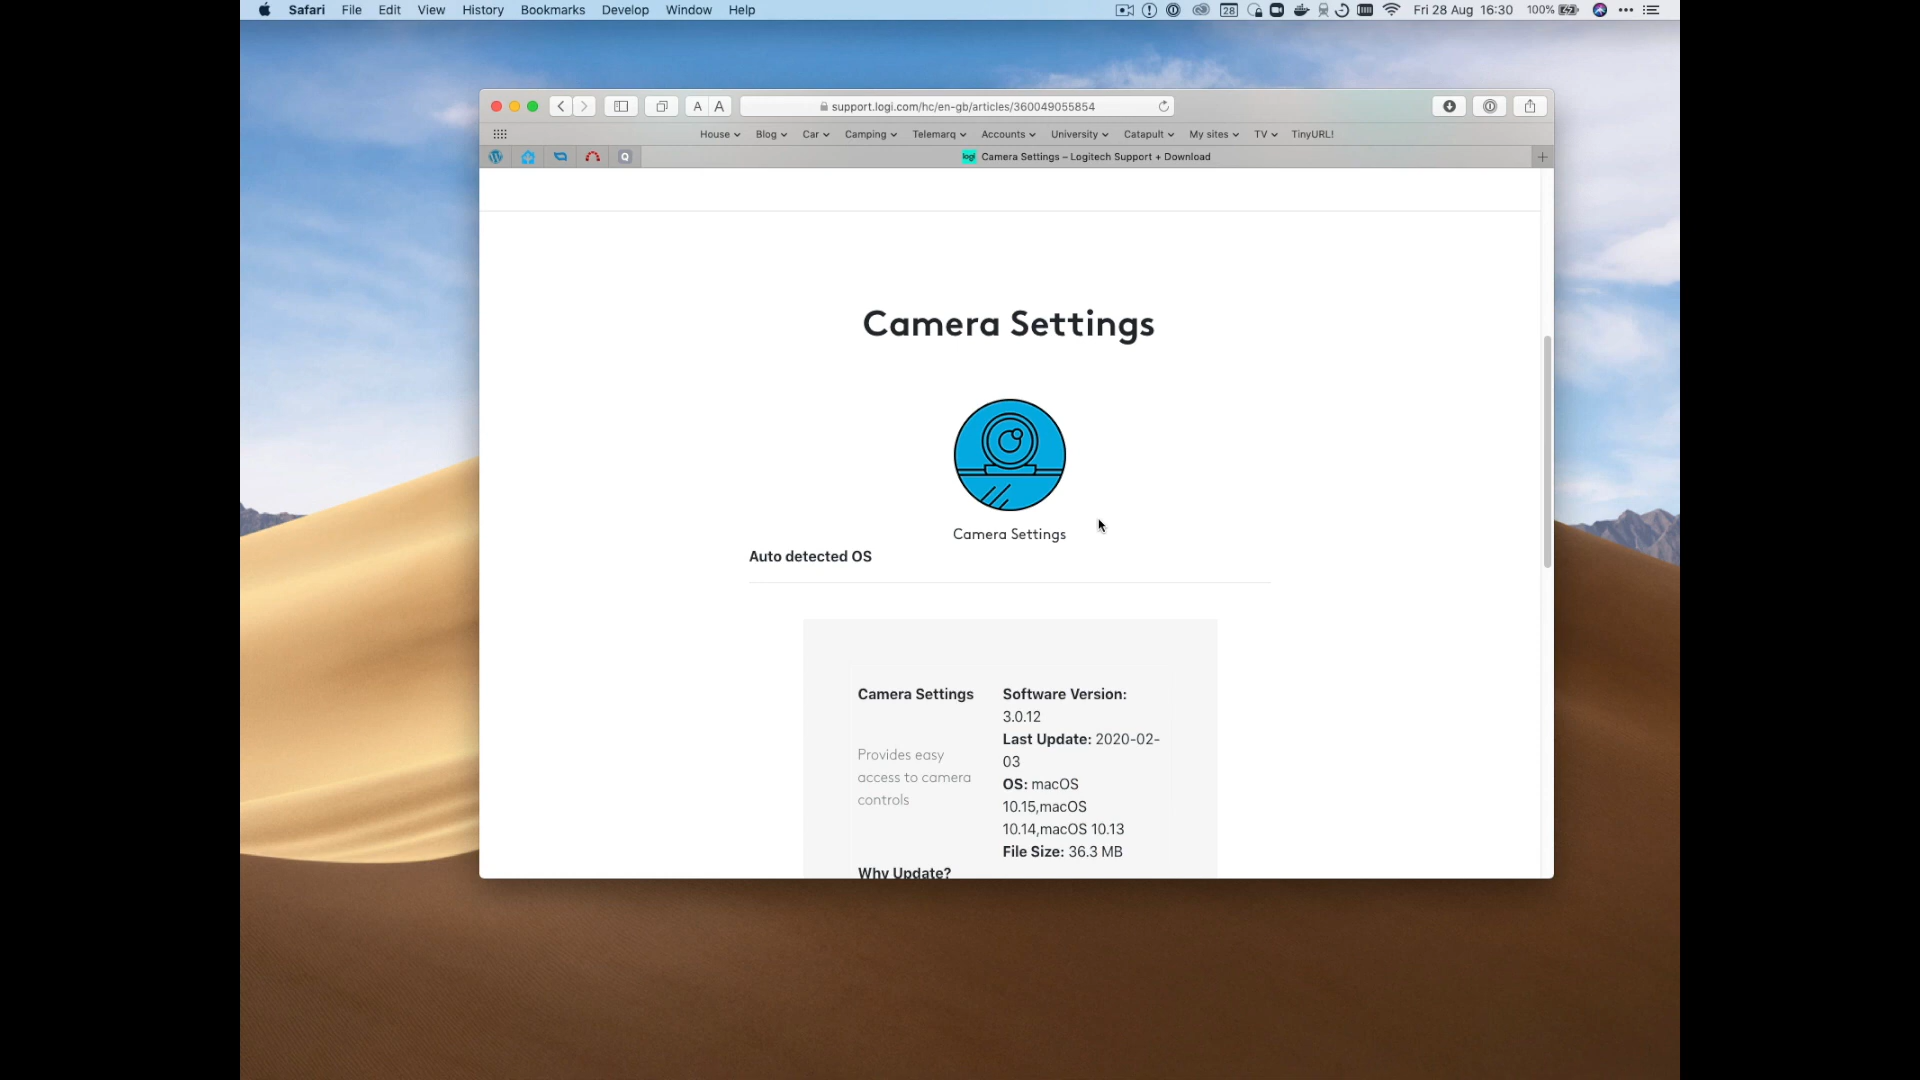 Safari File Edit View History Bookmarks Develop Window Help 28 Fri 28 Aug 16:30 100%
A A support.logi.com/hc/en-gb/articles/360049055854
House Blog Car Camping Telemarq Accounts University Catapult My sites TV TinyURL!
Q logi Camera Settings – Logitech Support + Download
Camera Settings
Camera Settings
Auto detected OS
Camera Settings
Provides easy
access to camera
controls
Why Update?
Software Version:
3.0.12
Last Update: 2020-02-
03
OS: macOS
10.15,macOS
10.14,macOS 10.13
File Size: 36.3 MB